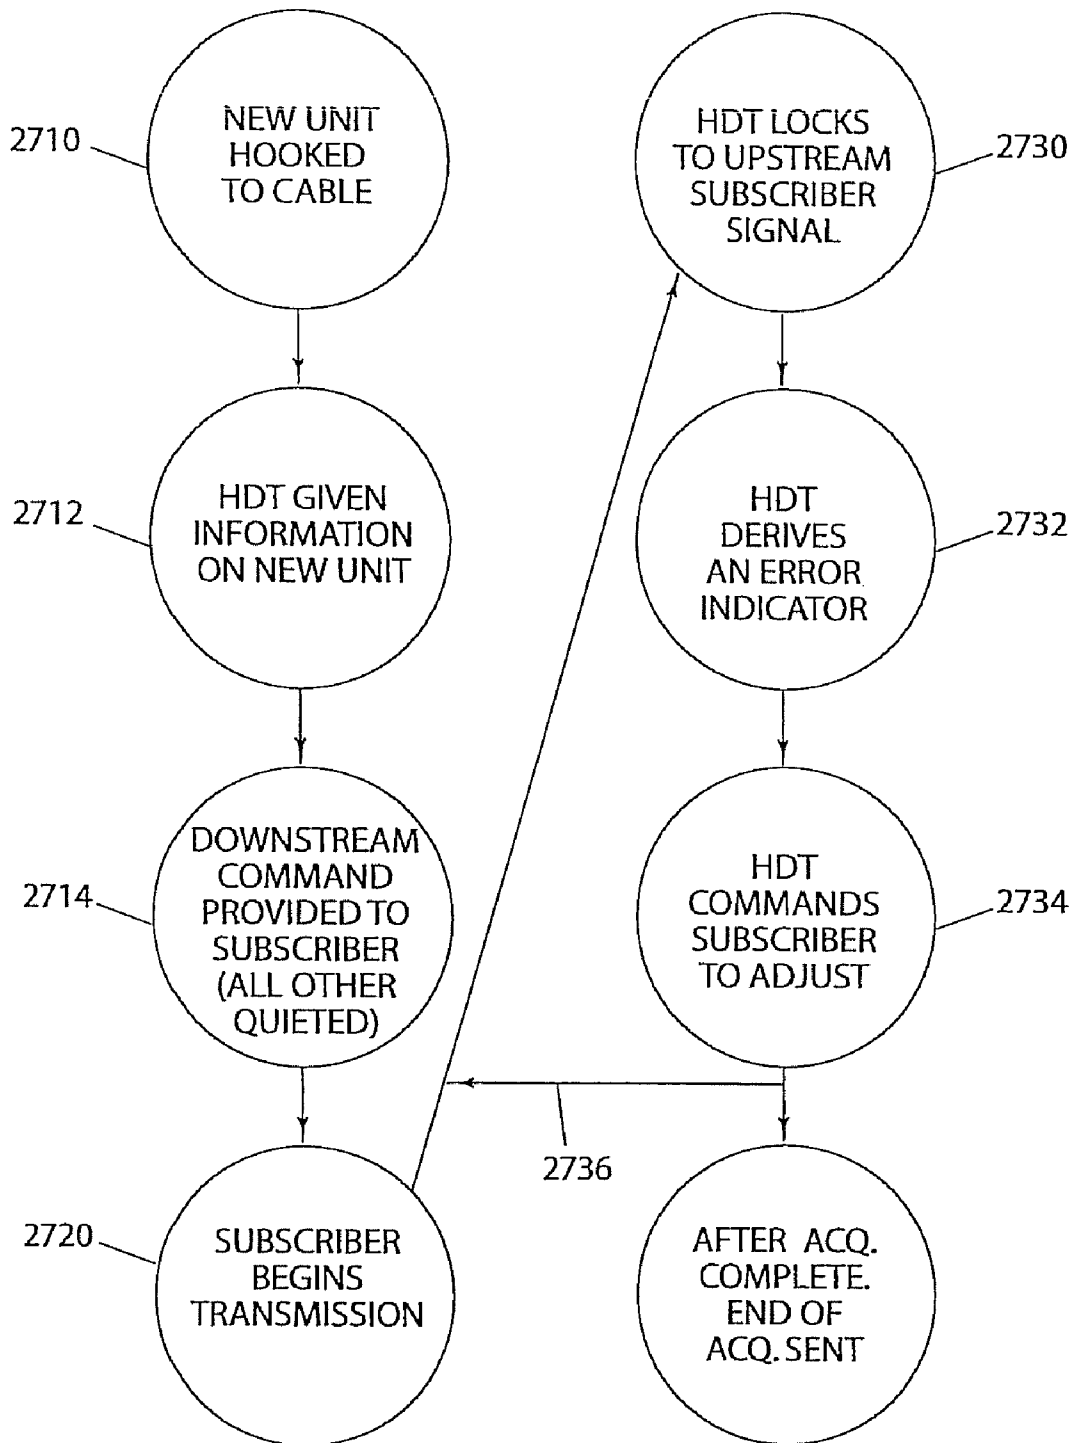 2710
NEW UNIT
HOOKED
TO CABLE
2712
HDT GIVEN
INFORMATION
ON NEW UNIT
2714
DOWNSTREAM
COMMAND
PROVIDED TO
SUBSCRIBER
(ALL OTHER
QUIETED)
2720
SUBSCRIBER
BEGINS
TRANSMISSION
HDT LOCKS
TO UPSTREAM
SUBSCRIBER
SIGNAL
2730
HDT
DERIVES
AN ERROR
INDICATOR
2732
HDT
COMMANDS
SUBSCRIBER
TO ADJUST
2734
2736
AFTER ACQ.
COMPLETE.
END OF
ACQ. SENT